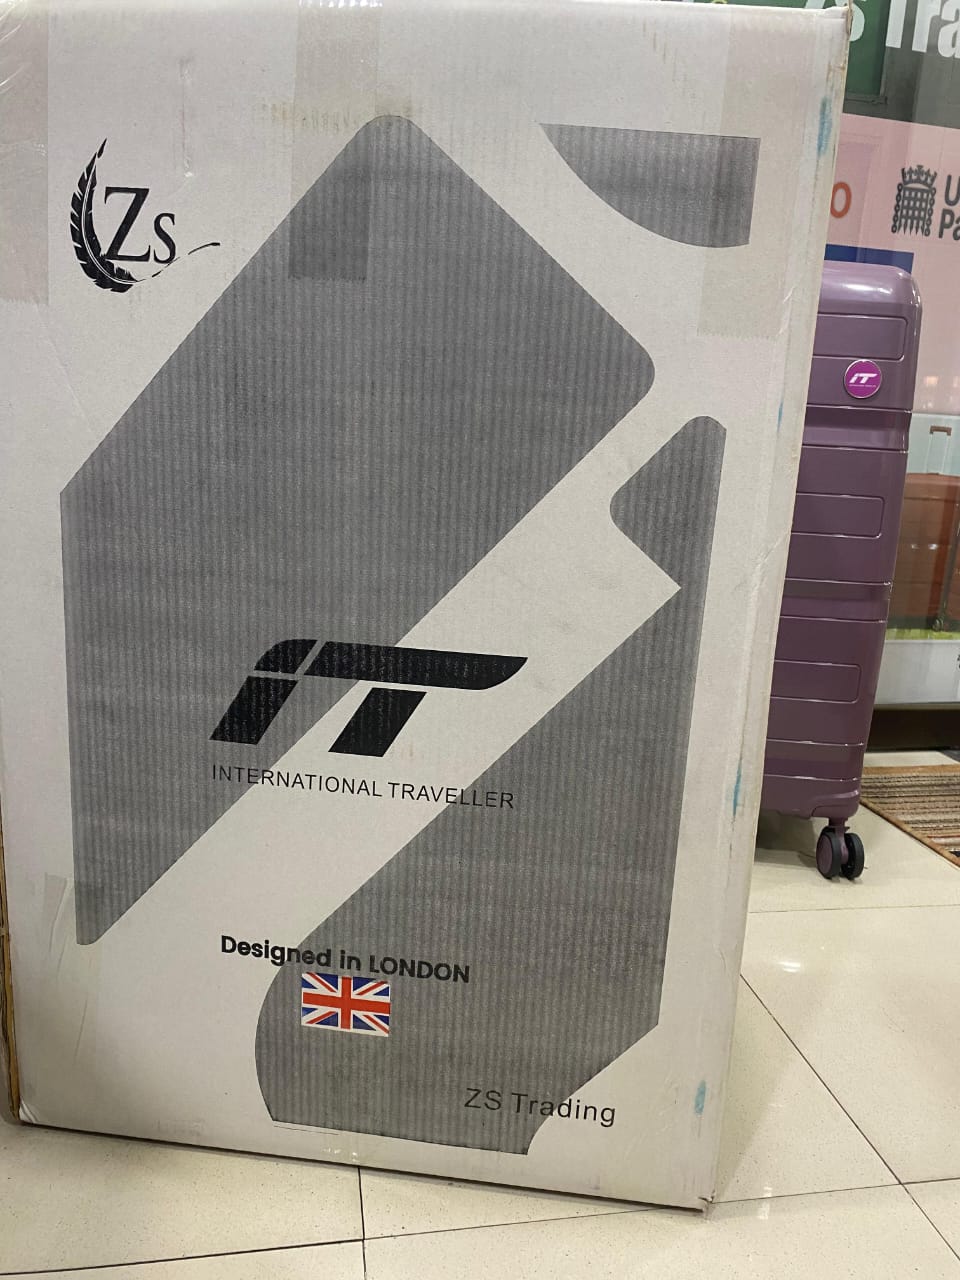 Zs
iT
INTERNATIONAL TRAVELLER
Designed in LONDON
ZS Trading
iT